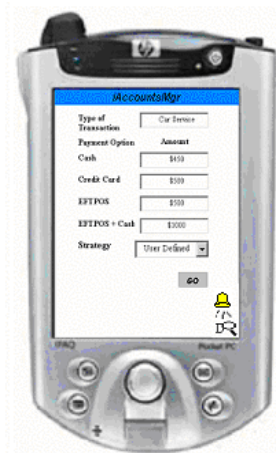 hp
iAccountsMgr
Type of
Transaction
Car Service
Payment Option Amount
Cash $450
Credit Card $500
EFTPOS $500
EFTPOS + Cash $3000
Strategy User Defined
GO
iPAQ Pocket PC